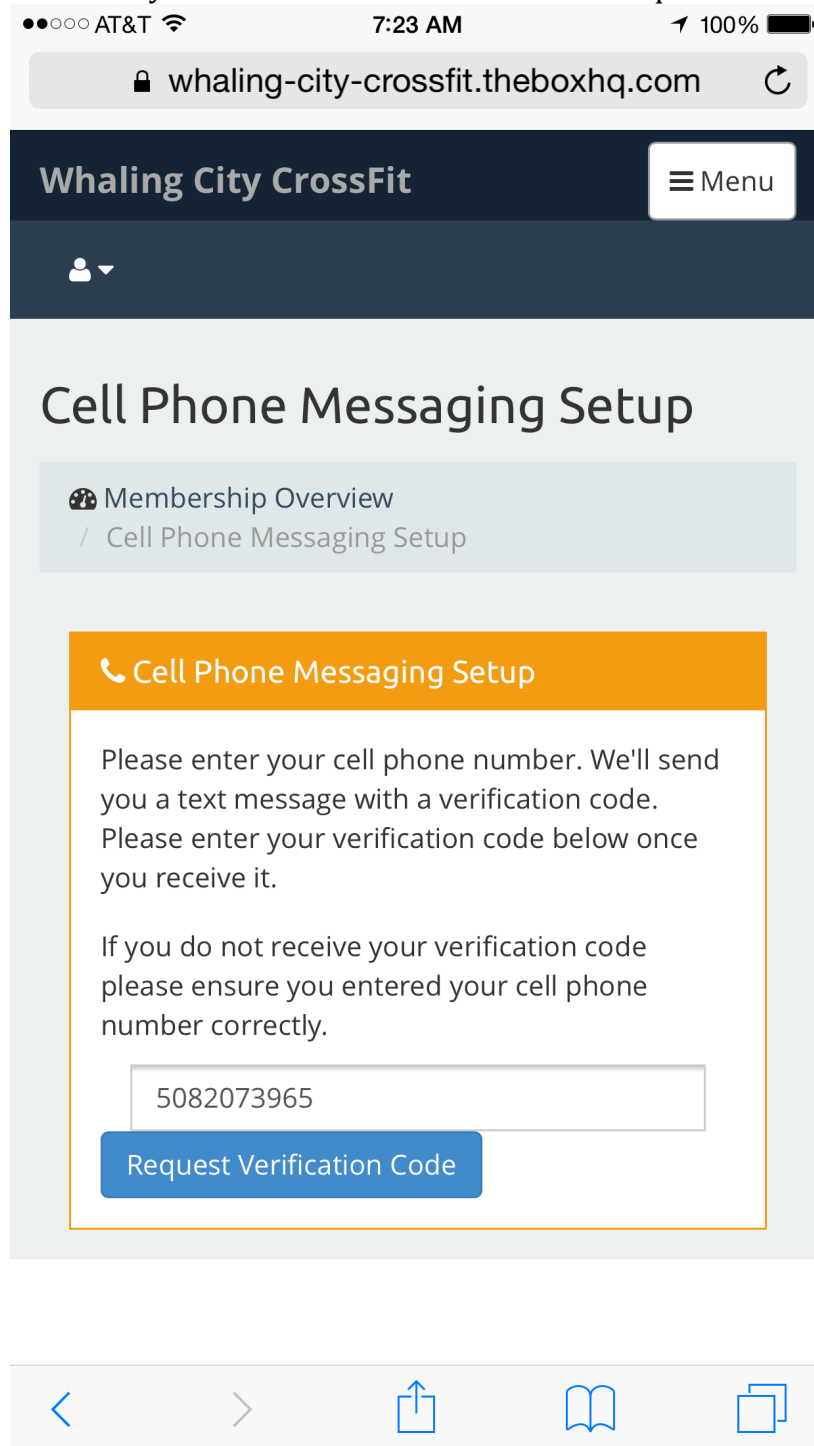 AT&T 7:23 AM 100%
whaling-city-crossfit.theboxhq.com
Whaling City CrossFit
Menu
Cell Phone Messaging Setup
Membership Overview
/ Cell Phone Messaging Setup
Cell Phone Messaging Setup
Please enter your cell phone number. We'll send
you a text message with a verification code.
Please enter your verification code below once
you receive it.
If you do not receive your verification code
please ensure you entered your cell phone
number correctly.
5082073965
Request Verification Code